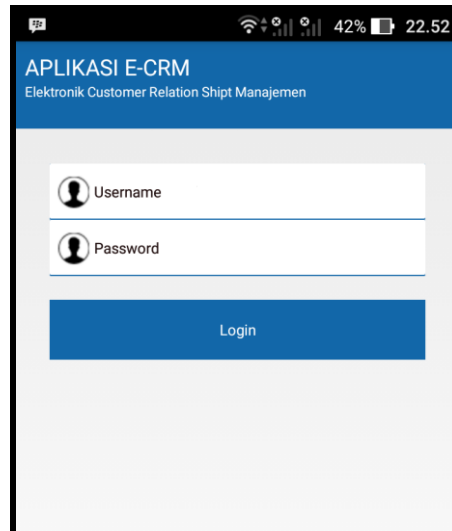 42% 22.52
APLIKASI E-CRM
Elektronik Customer Relation Shipt Manajemen
Username
Password
Login